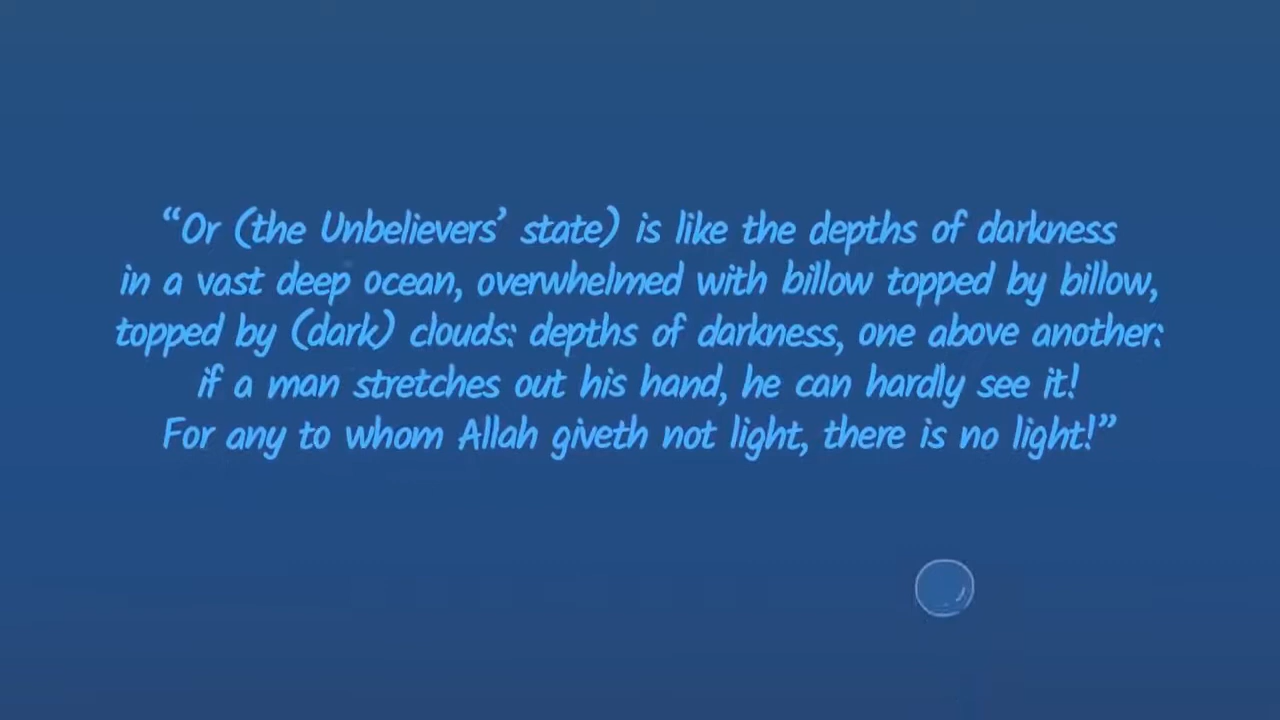 “Or (the Unbelievers’ state) is like the depths of darkness
in a vast deep ocean, overwhelmed with billow topped by billow,
topped by (dark) clouds: depths of darkness, one above another:
if a man stretches out his hand, he can hardly see it!
For any to whom Allah giveth not light, there is no light!”